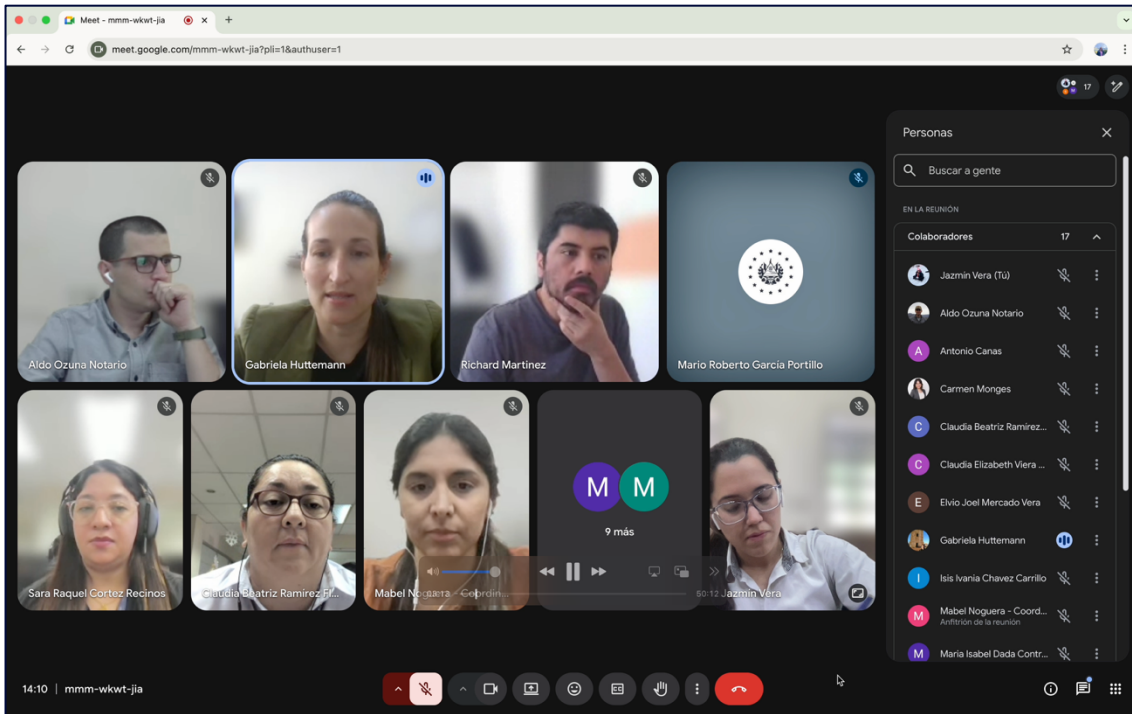 Meet - mmm-wkwt-jia
meet.google.com/mmm-wkwt-jia?pli=1&authuser=1
17
Personas
Buscar a gente
EN LA REUNIÓN
Colaboradores 17
Jazmin Vera (Tú)
Aldo Ozuna Notario
A Antonio Canas
Carmen Monges
C Claudia Beatriz Ramirez...
C Claudia Elizabeth Viera ...
E Elvio Joel Mercado Vera
Gabriela Huttemann
I Isis Ivania Chavez Carrillo
M Mabel Noguera - Coord...
Anfitrión de la reunión
M Maria Isabel Dada Contr...
Aldo Ozuna Notario
Gabriela Huttemann
Richard Martinez
Mario Roberto García Portillo
Sara Raquel Cortez Recinos
Claudia Beatriz Ramirez Fl...
Mabel Noguera - Coordin...
M M
9 más
50:12
Jazmin Vera
14:10 | mmm-wkwt-jia